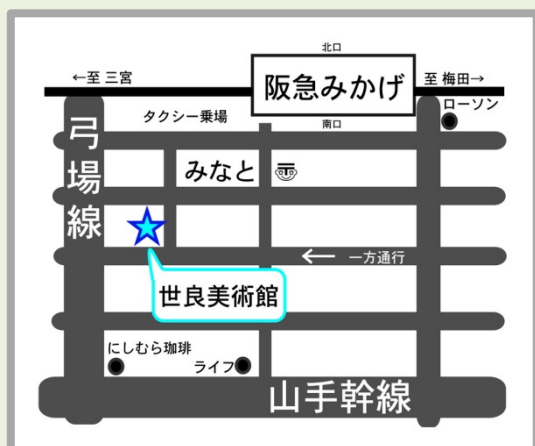 北口
←至 三宮
阪急みかげ
至 梅田→
ローソン
タクシー乗場
南口
弓場線
みなと
一方通行
世良美術館
にしむら珈琲
ライフ
山手幹線